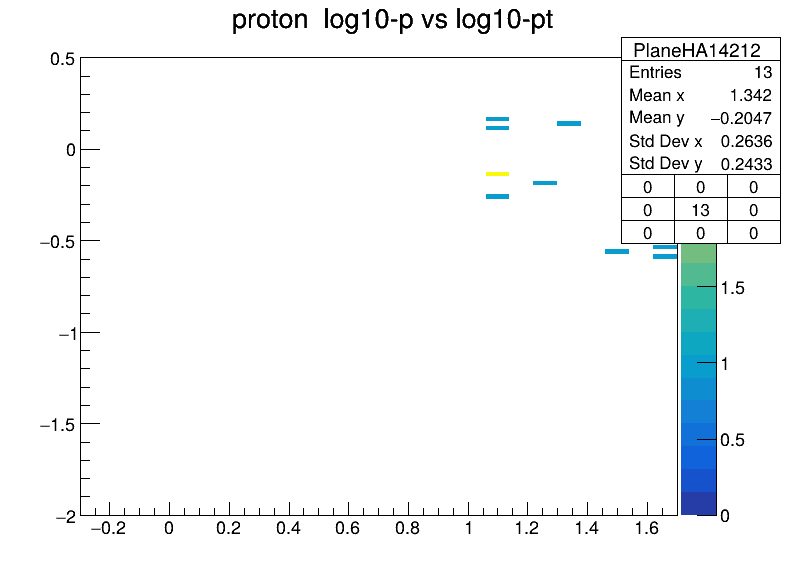 proton  log10-p vs log10-pt
PlaneHA14212
Entries 13
Mean x 1.342
Mean y −0.2047
Std Dev x 0.2636
Std Dev y 0.2433
0 0 0
0 13 0
0 0 0
0.5
0
−0.5
−1
−1.5
−2
−0.2 0 0.2 0.4 0.6 0.8 1 1.2 1.4 1.6
1.5
1
0.5
0